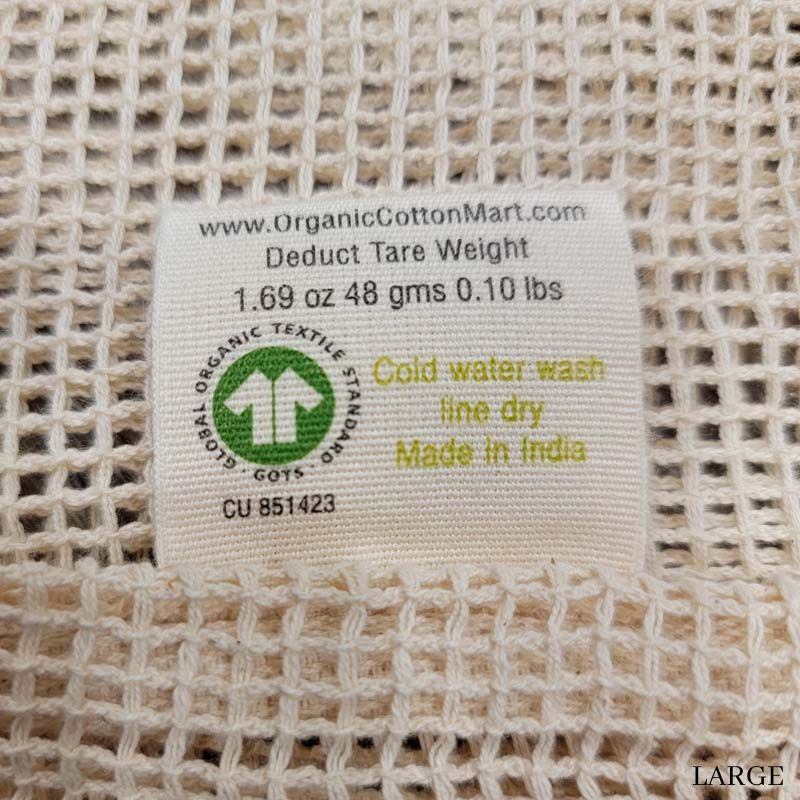 www.OrganicCottonMart.com
Deduct Tare Weight
1.69 oz 48 gms 0.10 lbs
GLOBAL ORGANIC TEXTILE STANDARD
· GOTS ·
CU 851423
Cold water wash
line dry
Made in India
LARGE